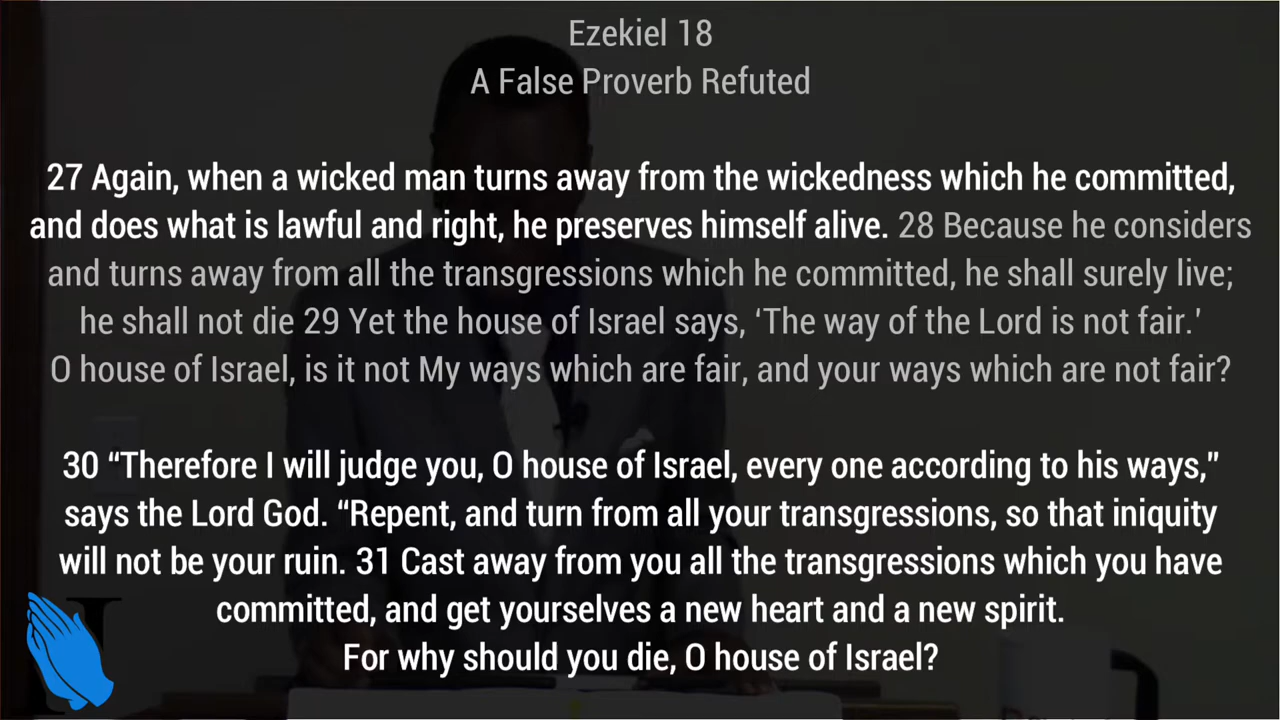 Ezekiel 18
A False Proverb Refuted
27 Again, when a wicked man turns away from the wickedness which he committed,
and does what is lawful and right, he preserves himself alive. 28 Because he considers
and turns away from all the transgressions which he committed, he shall surely live;
he shall not die 29 Yet the house of Israel says, ‘The way of the Lord is not fair.’
O house of Israel, is it not My ways which are fair, and your ways which are not fair?
30 “Therefore I will judge you, O house of Israel, every one according to his ways,”
says the Lord God. “Repent, and turn from all your transgressions, so that iniquity
will not be your ruin. 31 Cast away from you all the transgressions which you have
committed, and get yourselves a new heart and a new spirit.
For why should you die, O house of Israel?